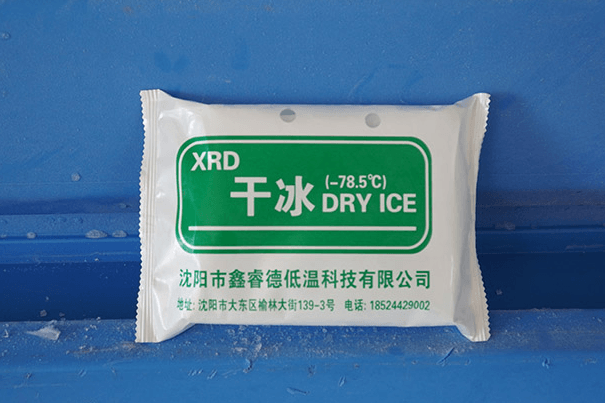 XRD
干冰 (-78.5℃) DRY ICE
沈阳市鑫睿德低温科技有限公司
地址: 沈阳市大东区榆林大街139-3号 电话: 18524429002